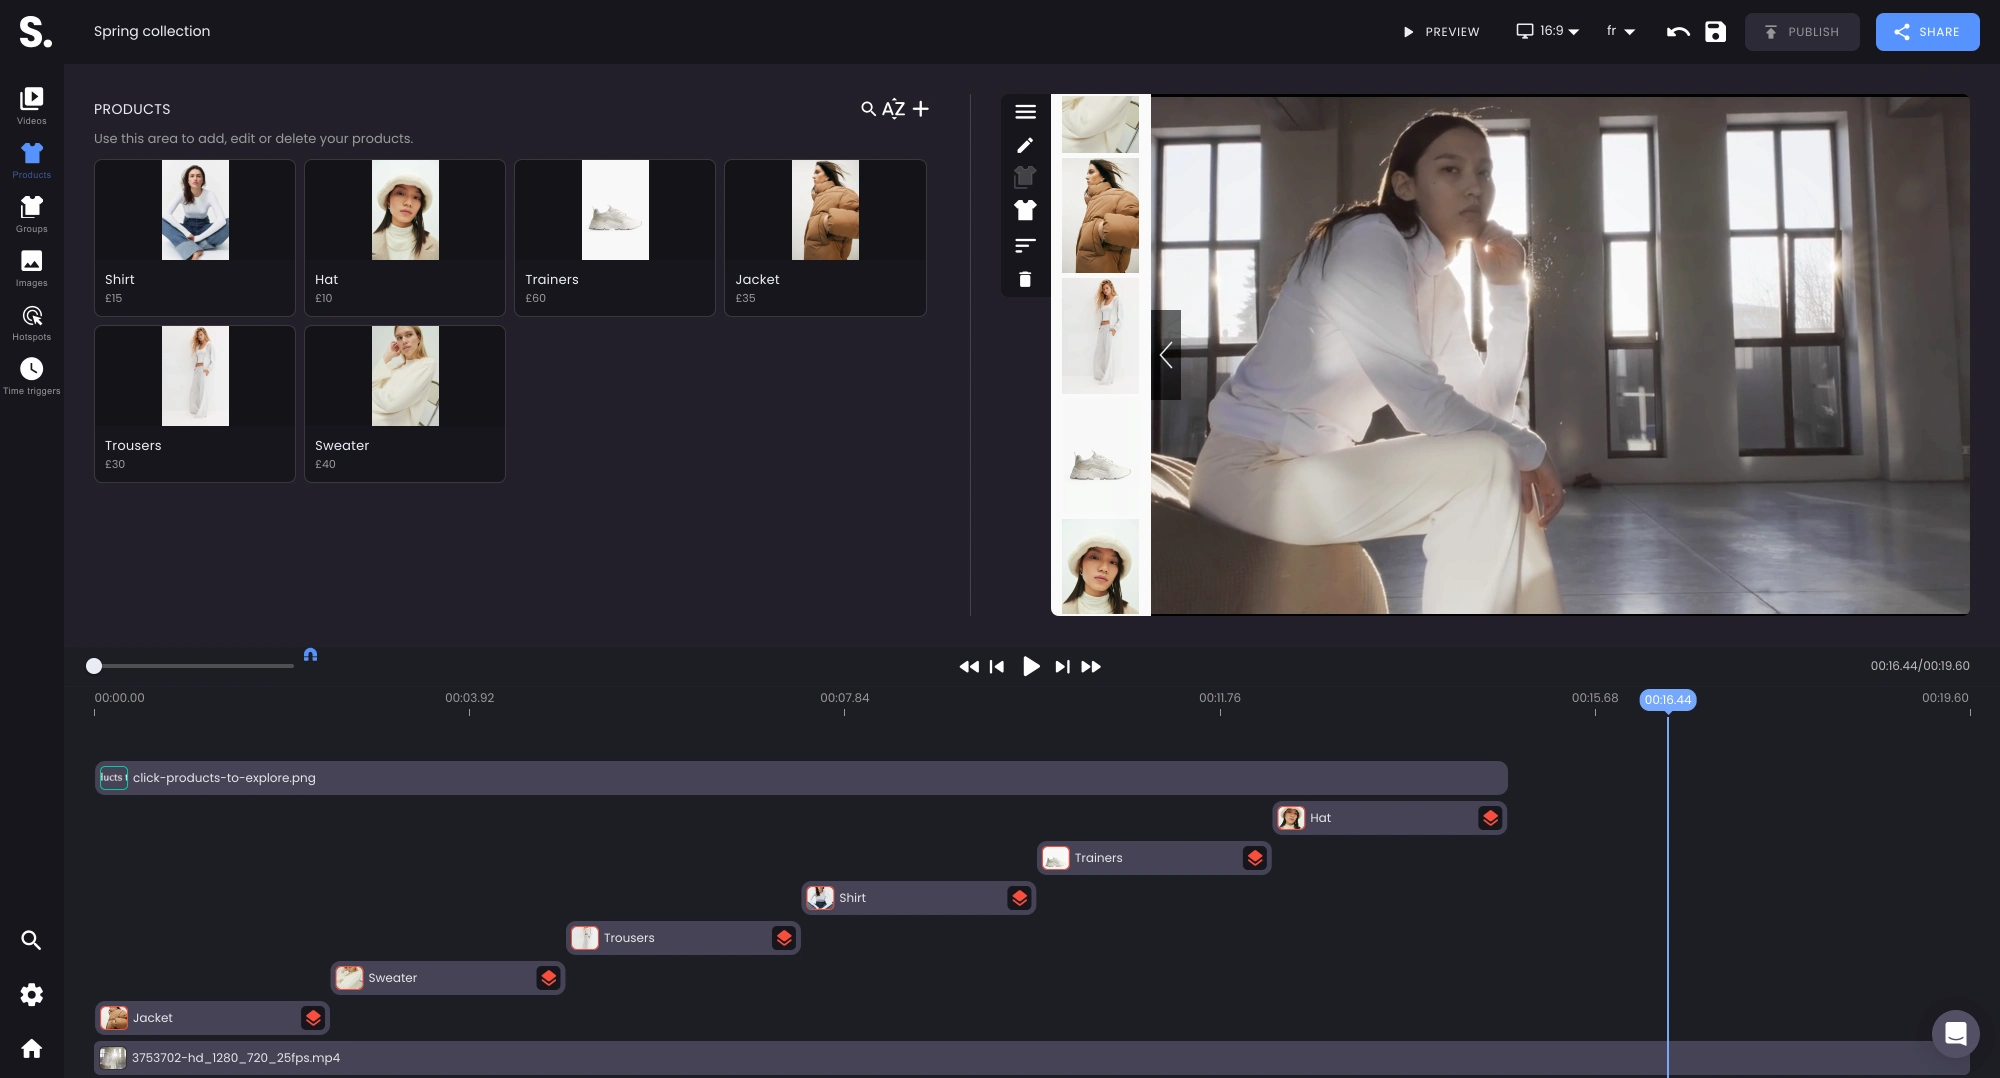 S.
Spring collection
PREVIEW
16:9
fr
PUBLISH
SHARE
Videos
Products
Groups
Images
Hotspots
Time triggers
PRODUCTS
AZ
Use this area to add, edit or delete your products.
Shirt
£15
Hat
£10
Trainers
£60
Jacket
£35
Trousers
£30
Sweater
£40
00:16.44/00:19.60
00:00.00
00:03.92
00:07.84
00:11.76
00:15.68
00:16.44
00:19.60
ducts t
click-products-to-explore.png
Hat
Trainers
Shirt
Trousers
Sweater
Jacket
3753702-hd_1280_720_25fps.mp4